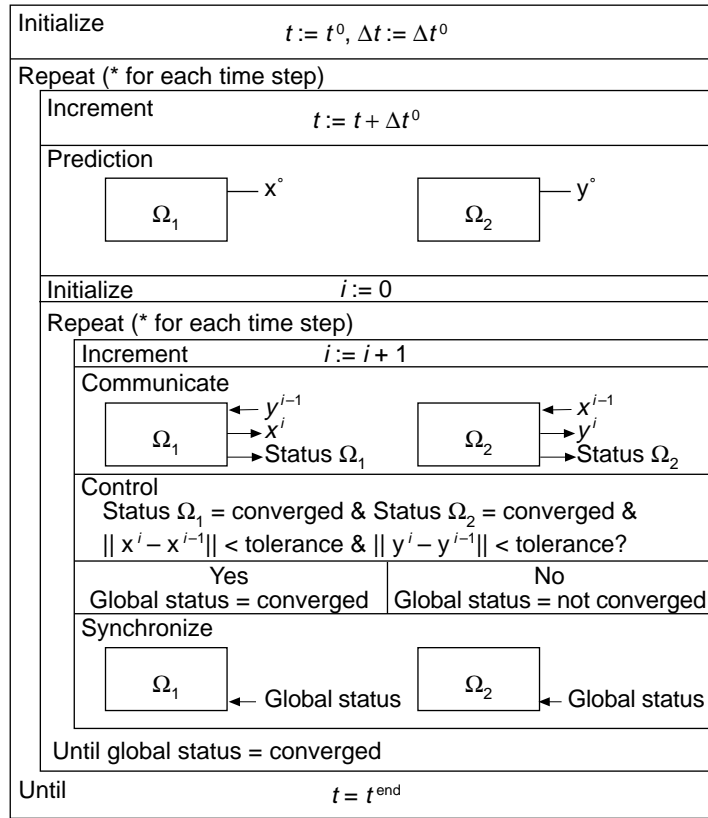 Initialize
t := t⁰, Δt := Δt⁰
Repeat (* for each time step)
Increment
t := t + Δt⁰
Prediction
Ω₁ x° Ω₂ y°
Initialize i := 0
Repeat (* for each time step)
Increment i := i + 1
Communicate
yⁱ⁻¹ xⁱ⁻¹
Ω₁ xⁱ Ω₂ yⁱ
Status Ω₁ Status Ω₂
Control
Status Ω₁ = converged & Status Ω₂ = converged &
|| xⁱ – xⁱ⁻¹|| < tolerance & || yⁱ – yⁱ⁻¹|| < tolerance?
Yes No
Global status = converged Global status = not converged
Synchronize
Ω₁ Global status Ω₂ Global status
Until global status = converged
Until t = tᵉⁿᵈ